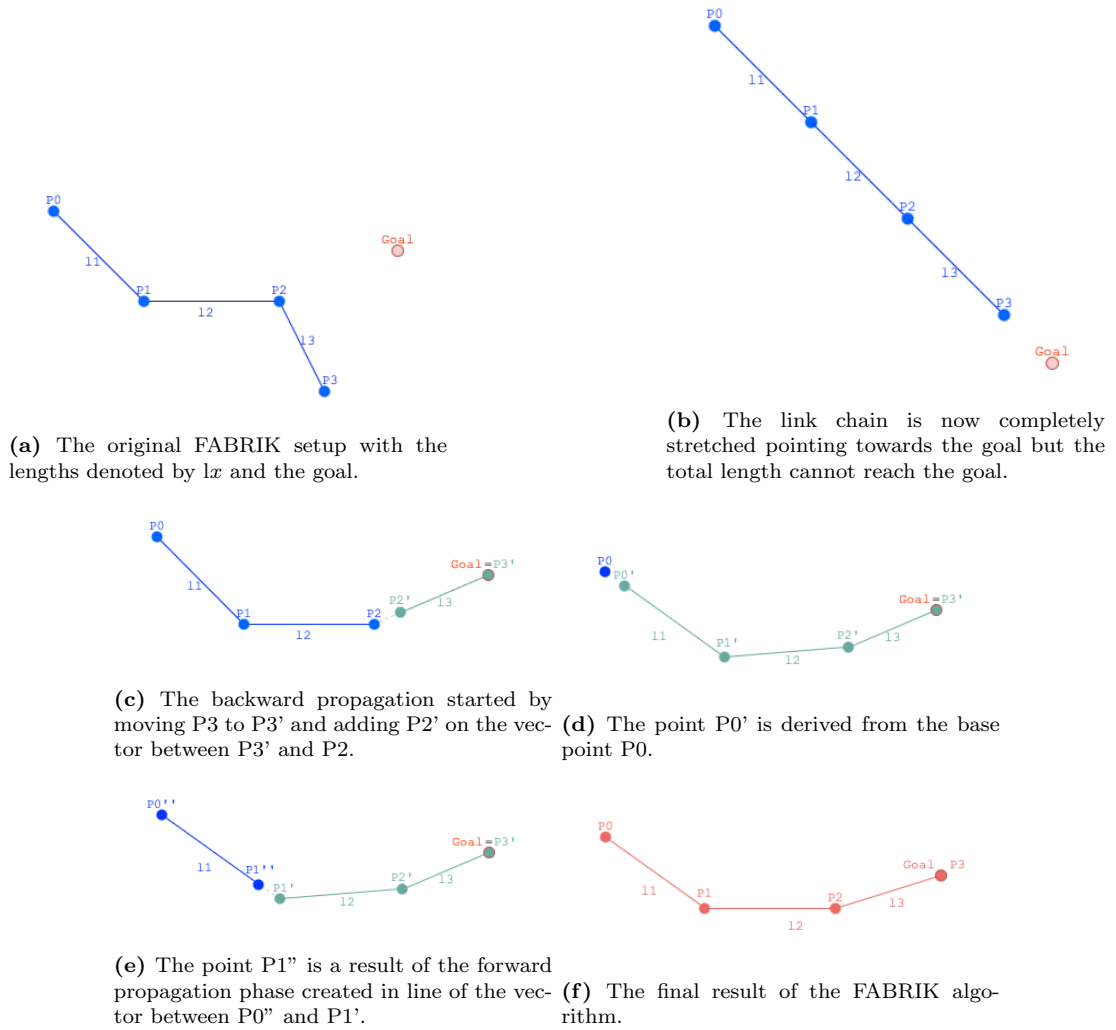 P0
l1
P1
l2
P2
l3
P3
Goal
(a) The original FABRIK setup with the
lengths denoted by lx and the goal.
P0
l1
P1
l2
P2
l3
P3
Goal
(b) The link chain is now completely
stretched pointing towards the goal but the
total length cannot reach the goal.
P0
l1
P1
l2
P2
P2'
l3
Goal=P3'
(c) The backward propagation started by
moving P3 to P3’ and adding P2’ on the vec-
tor between P3’ and P2.
P0
P0'
l1
P1'
l2
P2'
l3
Goal=P3'
(d) The point P0’ is derived from the base
point P0.
P0''
l1
P1''
P1'
l2
P2'
l3
Goal=P3'
(e) The point P1” is a result of the forward
propagation phase created in line of the vec-
tor between P0” and P1’.
P0
l1
P1
l2
P2
l3
Goal P3
(f) The final result of the FABRIK algo-
rithm.